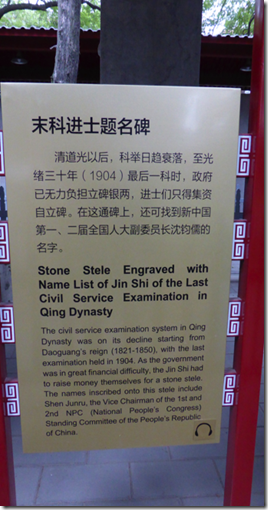 末科进士题名碑
清道光以后，科举日趋衰落，至光
绪三十年（1904）最后一科时，政府
已无力负担立碑银两，进士们只得集资
自立碑。在这通碑上，还可找到新中国
第一、二届全国人大副委员长沈钧儒的
名字。
Stone Stele Engraved with
Name List of Jin Shi of the Last
Civil Service Examination in
Qing Dynasty
The civil service examination system in Qing
Dynasty was on its decline starting from
Daoguang's reign (1821-1850), with the last
examination held in 1904. As the government
was in great financial difficulty, the Jin Shi had
to raise money themselves for a stone stele.
The names inscribed onto this stele include
Shen Junru, the Vice Chairman of the 1st and
2nd NPC (National People's Congress)
Standing Committee of the People's Republic
of China.